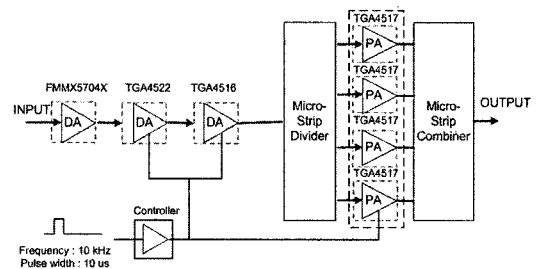 TGA4517
PA
FMMX5704X
TGA4522
TGA4516
TGA4517
PA
INPUT
DA
DA
DA
Micro-
Strip
Divider
Micro-
Strip
Combiner
OUTPUT
TGA4517
PA
TGA4517
PA
Controller
Frequency : 10 kHz
Pulse width : 10 us